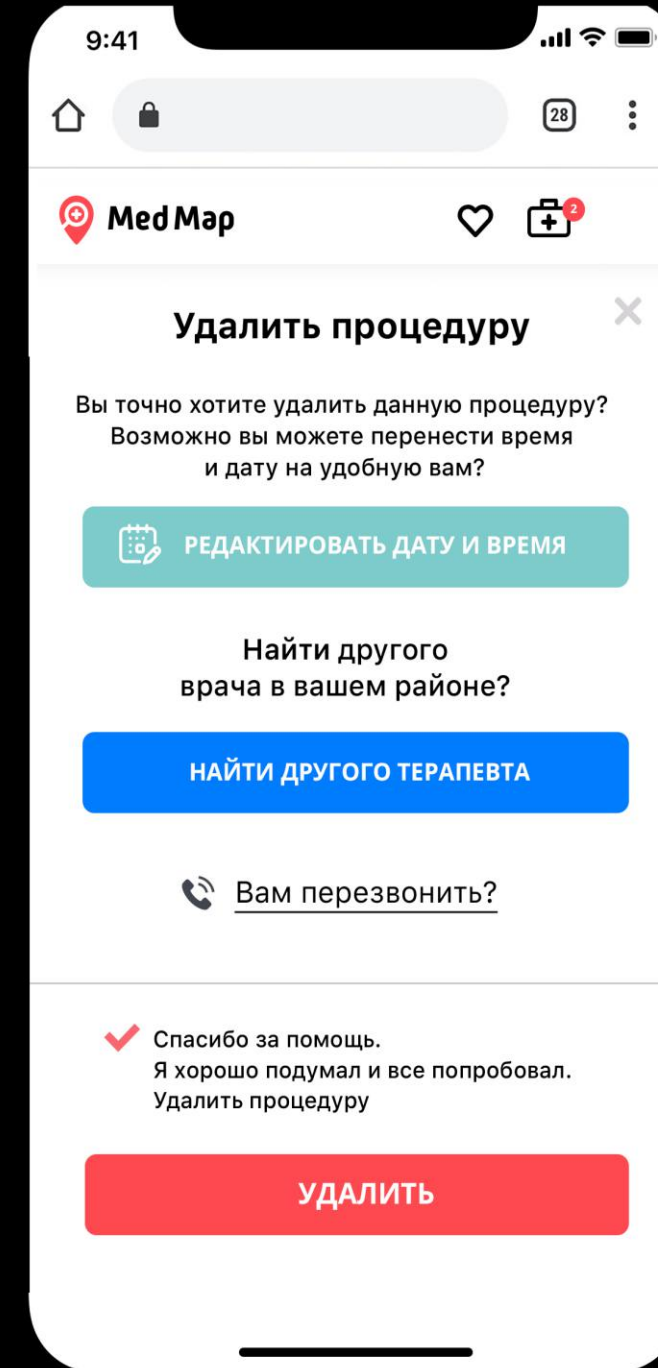 9:41
28
MedMap
2
Удалить процедуру
Вы точно хотите удалить данную процедуру?
Возможно вы можете перенести время
и дату на удобную вам?
РЕДАКТИРОВАТЬ ДАТУ И ВРЕМЯ
Найти другого
врача в вашем районе?
НАЙТИ ДРУГОГО ТЕРАПЕВТА
Вам перезвонить?
Спасибо за помощь.
Я хорошо подумал и все попробовал.
Удалить процедуру
УДАЛИТЬ